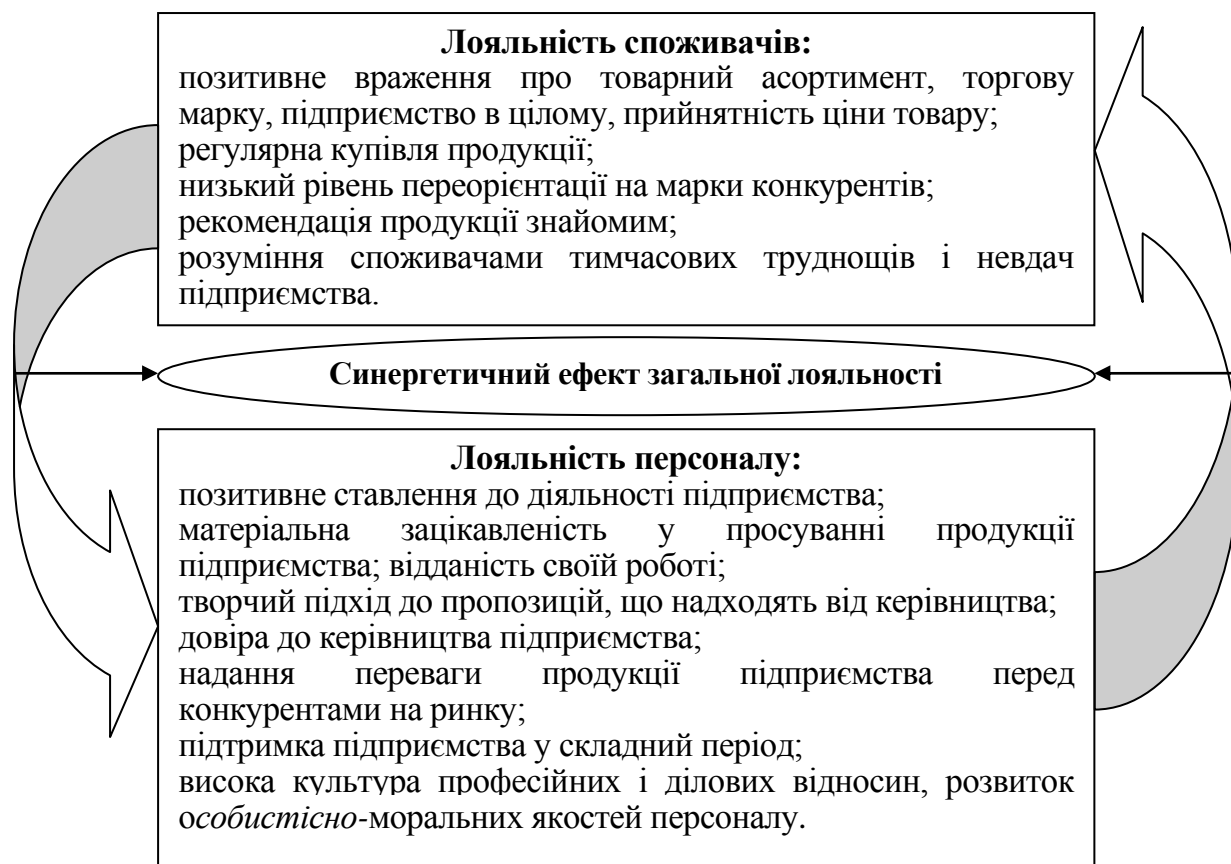 Лояльність споживачів:
позитивне враження про товарний асортимент, торгову
марку, підприємство в цілому, прийнятність ціни товару;
регулярна купівля продукції;
низький рівень переорієнтації на марки конкурентів;
рекомендація продукції знайомим;
розуміння споживачами тимчасових труднощів і невдач
підприємства.
Синергетичний ефект загальної лояльності
Лояльність персоналу:
позитивне ставлення до діяльності підприємства;
матеріальна зацікавленість у просуванні продукції
підприємства; відданість своїй роботі;
творчий підхід до пропозицій, що надходять від керівництва;
довіра до керівництва підприємства;
надання переваги продукції підприємства перед
конкурентами на ринку;
підтримка підприємства у складний період;
висока культура професійних і ділових відносин, розвиток
особистісно-моральних якостей персоналу.